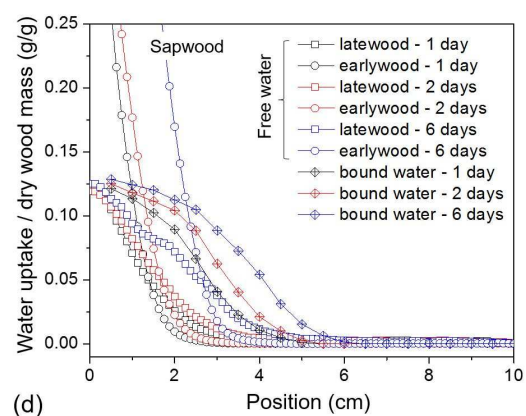 0.25
0.20
0.15
0.10
0.05
0.00
Water uptake / dry wood mass (g/g)
Sapwood
Free water
latewood - 1 day
earlywood - 1 day
latewood - 2 days
earlywood - 2 days
latewood - 6 days
earlywood - 6 days
bound water - 1 day
bound water - 2 days
bound water - 6 days
0 2 4 6 8 10
Position (cm)
(d)